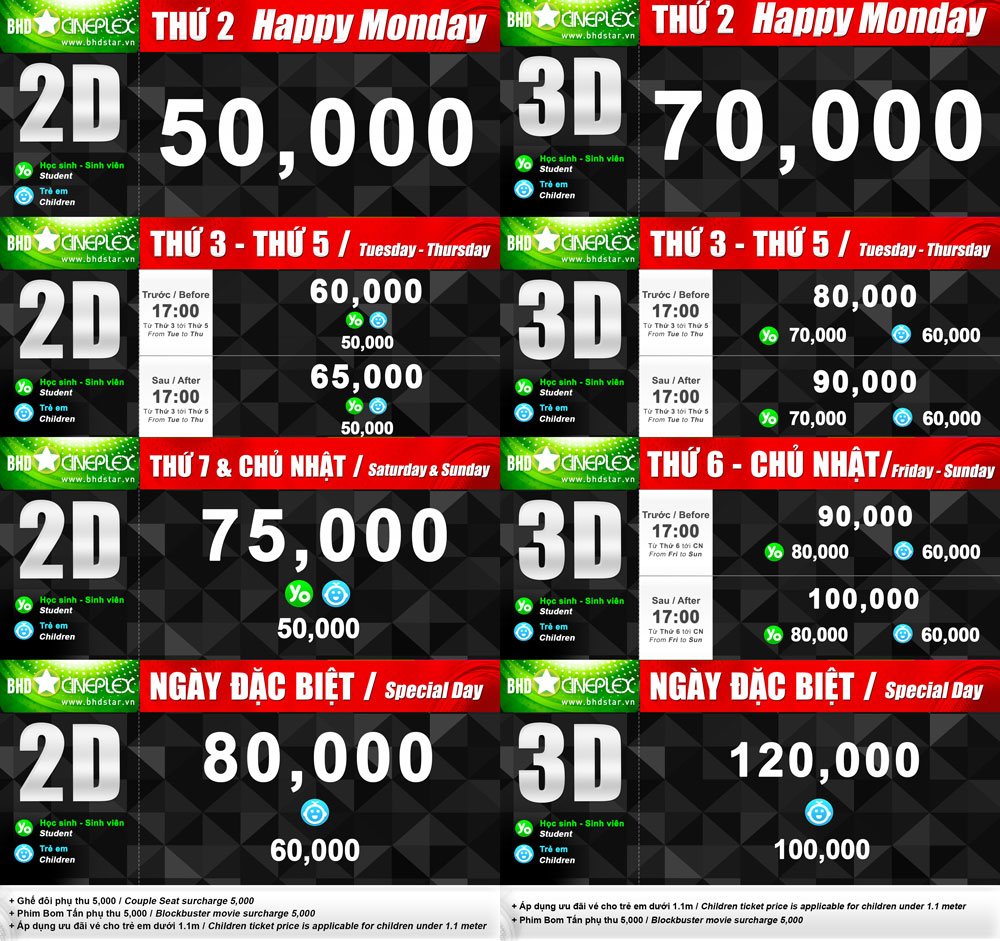 BHD CINEPLEX
www.bhdstar.vn
THỨ 2 Happy Monday
2D
50,000
yo Học sinh - Sinh viên
Student
Trẻ em
Children
BHD CINEPLEX
www.bhdstar.vn
THỨ 2 Happy Monday
3D
70,000
yo Học sinh - Sinh viên
Student
Trẻ em
Children
BHD CINEPLEX
www.bhdstar.vn
THỨ 3 - THỨ 5 / Tuesday - Thursday
2D
yo Học sinh - Sinh viên
Student
Trẻ em
Children
Trước / Before
17:00
Từ Thứ 3 tới Thứ 5
From Tue to Thu
60,000
yo
50,000
Sau / After
17:00
Từ Thứ 3 tới Thứ 5
From Tue to Thu
65,000
yo
50,000
BHD CINEPLEX
www.bhdstar.vn
THỨ 3 - THỨ 5 / Tuesday - Thursday
3D
yo Học sinh - Sinh viên
Student
Trẻ em
Children
Trước / Before
17:00
Từ Thứ 3 tới Thứ 5
From Tue to Thu
80,000
yo 70,000 60,000
Sau / After
17:00
Từ Thứ 3 tới Thứ 5
From Tue to Thu
90,000
yo 70,000 60,000
BHD CINEPLEX
www.bhdstar.vn
THỨ 7 & CHỦ NHẬT / Saturday & Sunday
2D
75,000
yo
50,000
yo Học sinh - Sinh viên
Student
Trẻ em
Children
BHD CINEPLEX
www.bhdstar.vn
THỨ 6 - CHỦ NHẬT/Friday - Sunday
3D
yo Học sinh - Sinh viên
Student
Trẻ em
Children
Trước / Before
17:00
Từ Thứ 6 tới CN
From Fri to Sun
90,000
yo 80,000 60,000
Sau / After
17:00
Từ Thứ 6 tới CN
From Fri to Sun
100,000
yo 80,000 60,000
BHD CINEPLEX
www.bhdstar.vn
NGÀY ĐẶC BIỆT / Special Day
2D
80,000
60,000
yo Học sinh - Sinh viên
Student
Trẻ em
Children
BHD CINEPLEX
www.bhdstar.vn
NGÀY ĐẶC BIỆT / Special Day
3D
120,000
100,000
yo Học sinh - Sinh viên
Student
Trẻ em
Children
+ Ghế đôi phụ thu 5,000 / Couple Seat surcharge 5,000
+ Phim Bom Tấn phụ thu 5,000 / Blockbuster movie surcharge 5,000
+ Áp dụng ưu đãi vé cho trẻ em dưới 1.1m / Children ticket price is applicable for children under 1.1 meter
+ Áp dụng ưu đãi vé cho trẻ em dưới 1.1m / Children ticket price is applicable for children under 1.1 meter
+ Phim Bom Tấn phụ thu 5,000 / Blockbuster movie surcharge 5,000